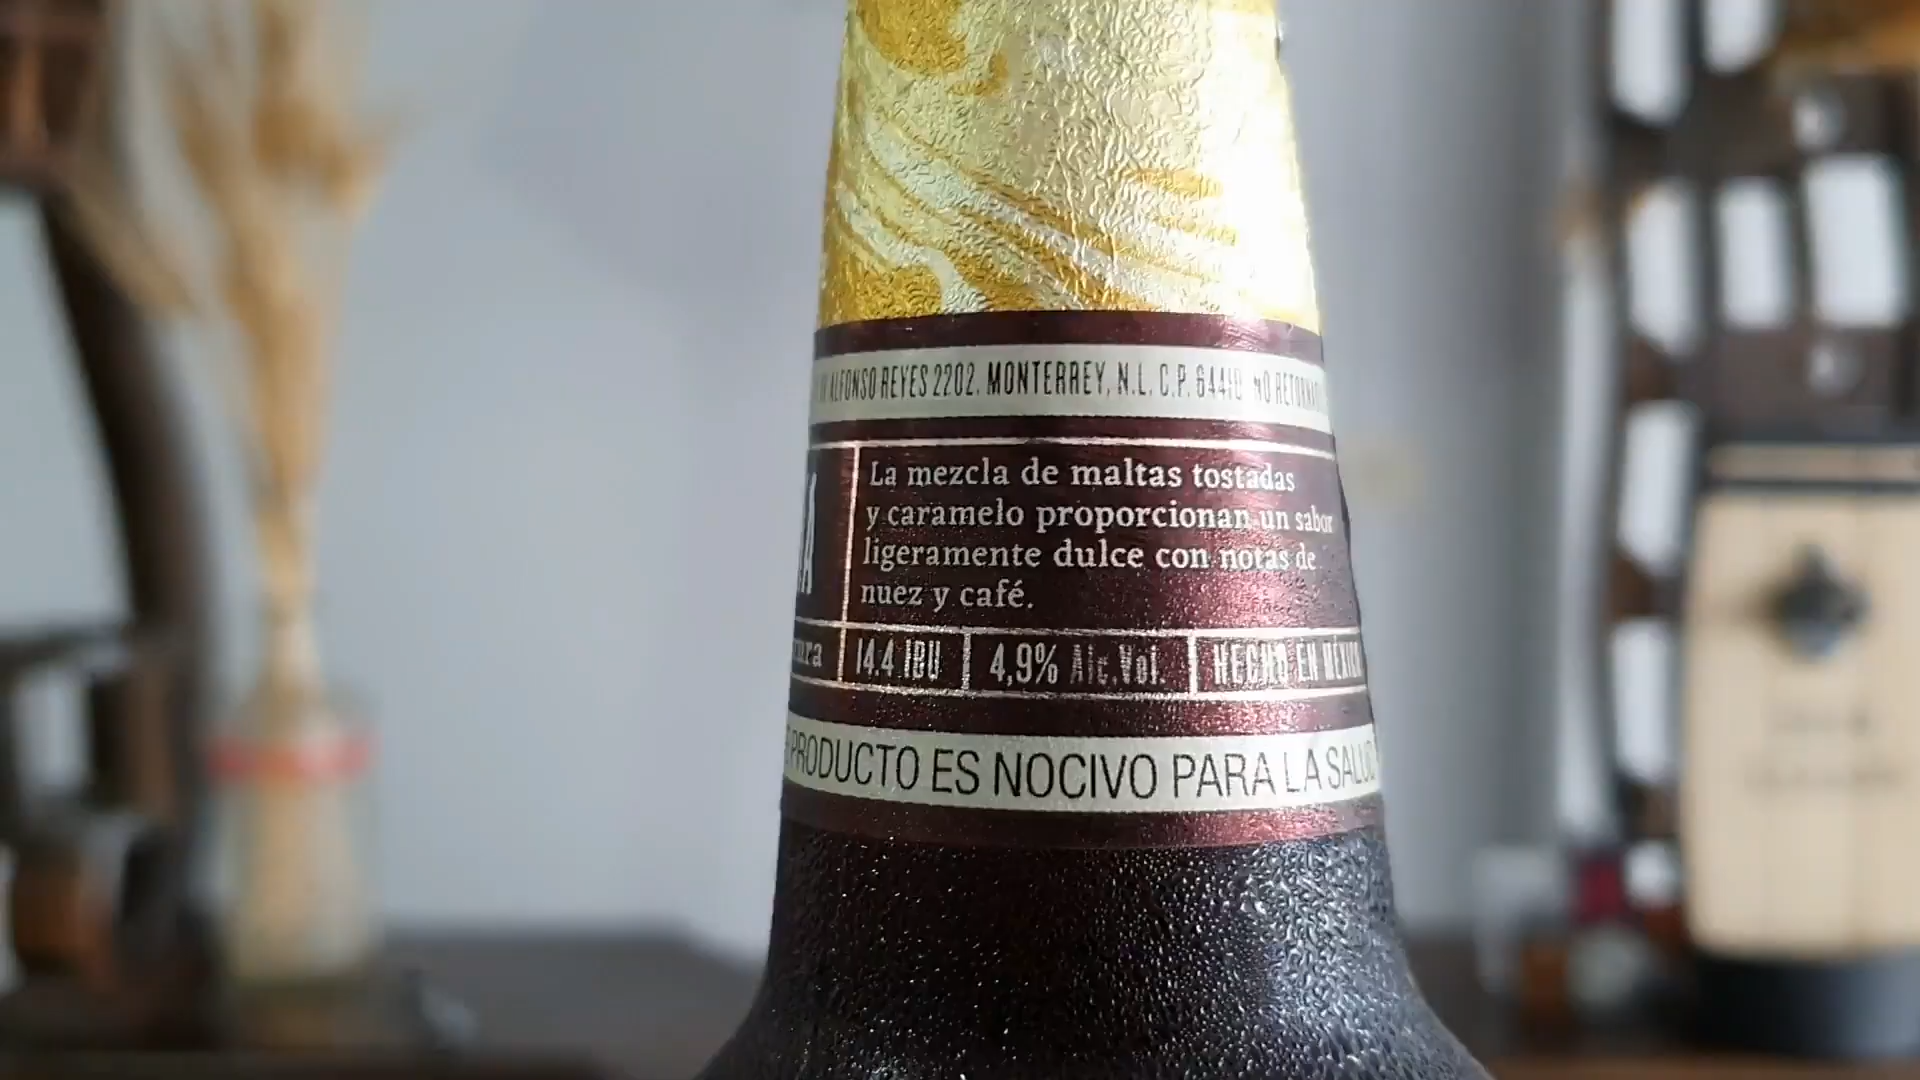 ALFONSO REYES 2202. MONTERREY, N.L. C.P. 64410 NO
La mezcla de maltas tostadas
y caramelo proporcionan un sabor
ligeramente dulce con notas de
nuez y café.
14.4 IBU 4,9% Alc.Vol. HECHO EN MÉXICO
PRODUCTO ES NOCIVO PARA LA SALUD